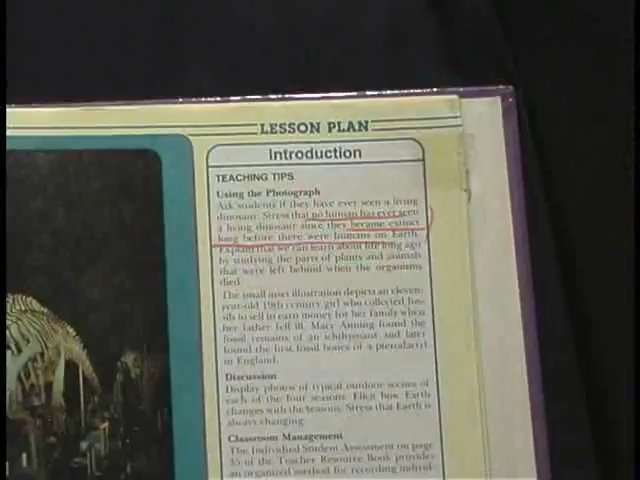 LESSON PLAN
Introduction
TEACHING TIPS
Using the Photograph
Ask students if they have ever seen a living
dinosaur. Stress that no human has ever seen
a living dinosaur since they became extinct
long before there were humans on Earth.
Explain that we can learn about life long ago
by studying the parts of plants and animals
that were left behind when the organisms
died.
The small inset illustration depicts an eleven-
year-old 19th century girl who collected fos-
sils to sell to earn money for her family when
her father fell ill. Mary Anning found the
fossil remains of an ichthyosaur, and later
found the first fossil bones of a pterodactyl
in England.
Discussion
Display photos of typical outdoor scenes of
each of the four seasons. Elicit how Earth
changes with the seasons. Stress that Earth is
always changing.
Classroom Management
The Individual Student Assessment on page
35 of the Teacher Resource Book provides
an organized method for recording individ-